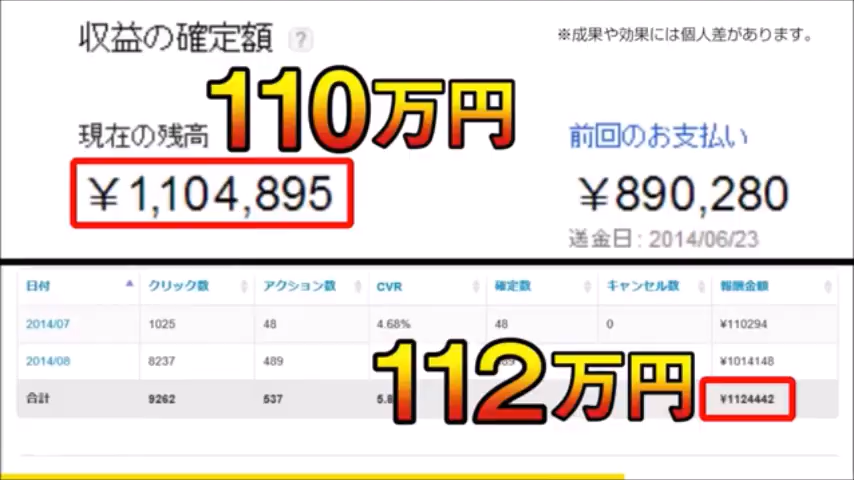 収益の確定額 ?
※成果や効果には個人差があります。
110万円
現在の残高
¥1,104,895
前回のお支払い
¥890,280
送金日: 2014/06/23
日付 クリック数 アクション数 CVR 確定数 キャンセル数 報酬金額
2014/07 1025 48 4.68% 48 0 ¥110294
2014/08 8237 489 ¥1014148
112万円
合計 9262 537 5.8 ¥1124442